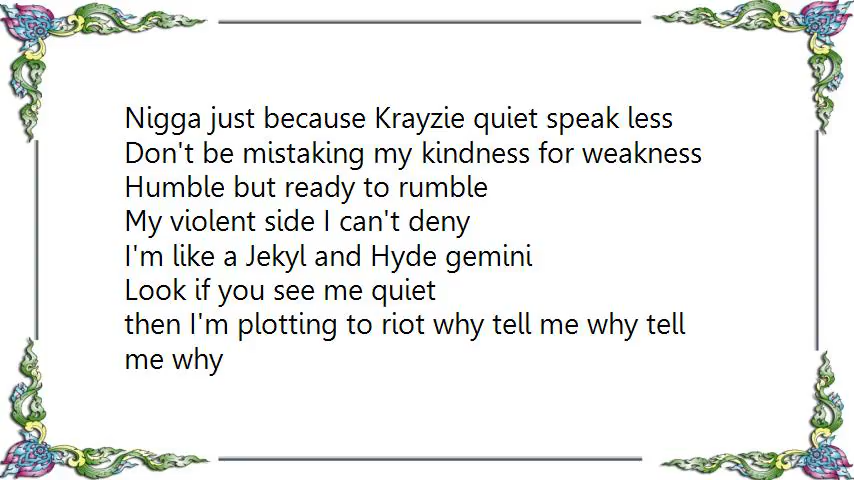 Nigga just because Krayzie quiet speak less
Don't be mistaking my kindness for weakness
Humble but ready to rumble
My violent side I can't deny
I'm like a Jekyl and Hyde gemini
Look if you see me quiet
then I'm plotting to riot why tell me why tell
me why